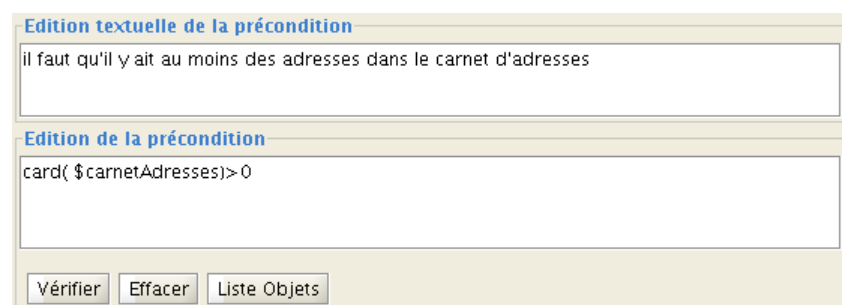 Edition textuelle de la précondition
il faut qu'il y ait au moins des adresses dans le carnet d'adresses
Edition de la précondition
card( $carnetAdresses)>0
Vérifier Effacer Liste Objets